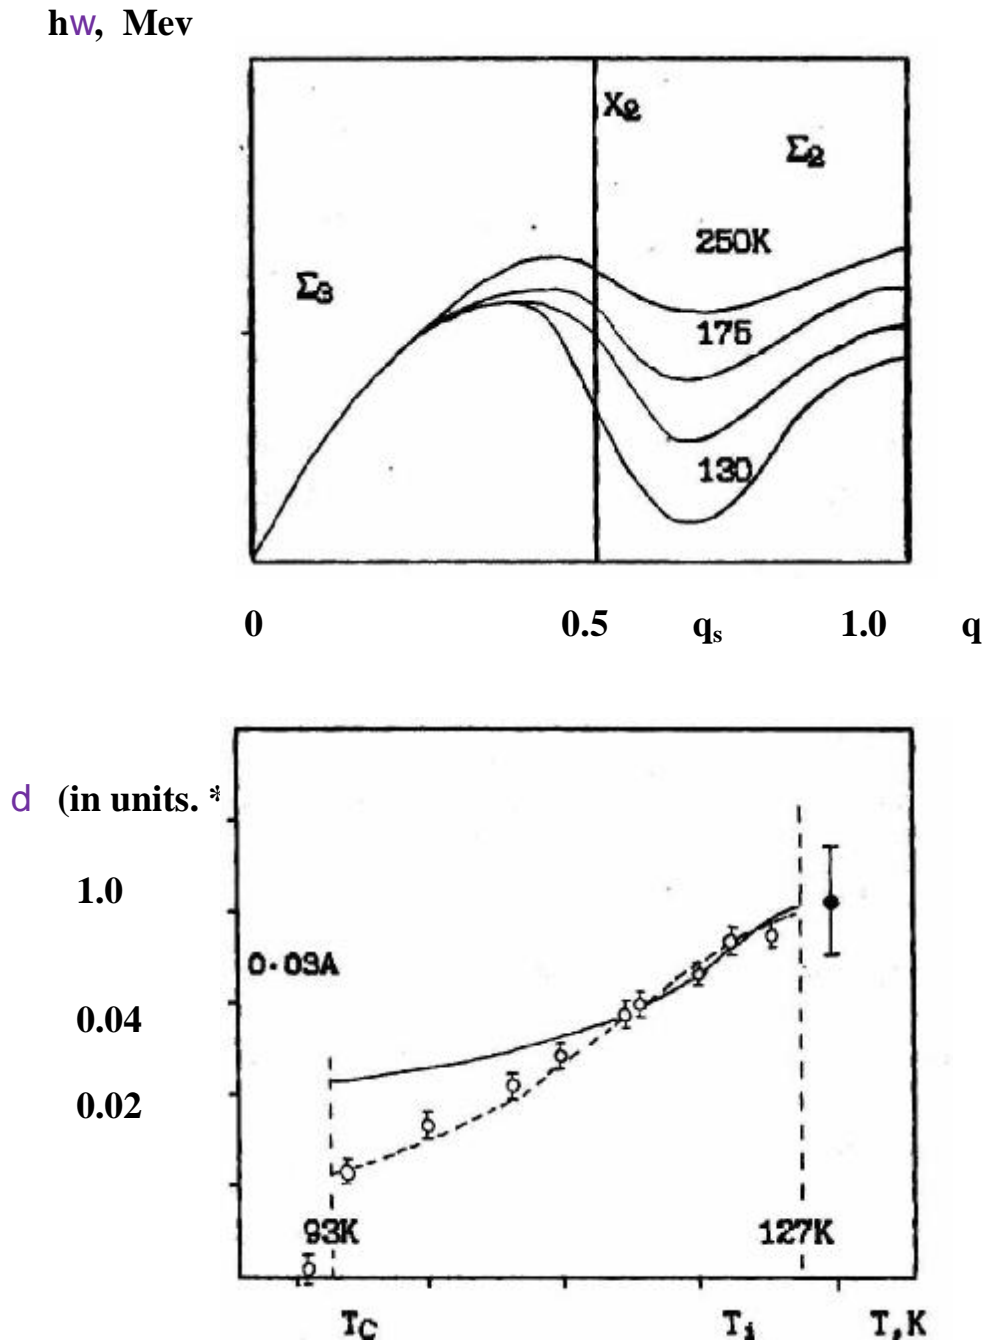 hw, Mev
X2
Σ2
250K
Σ3
175
130
0 0.5 qs 1.0 q
d (in units. *
1.0
0.03A
0.04
0.02
93K 127K
TC Ti T,K